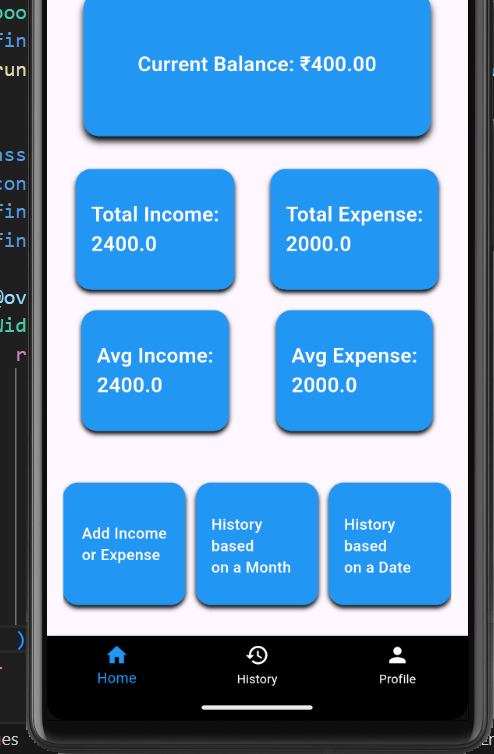 Current Balance: ₹400.00
Total Income:
2400.0
Total Expense:
2000.0
Avg Income:
2400.0
Avg Expense:
2000.0
Add Income
or Expense
History
based
on a Month
History
based
on a Date
Home
History
Profile